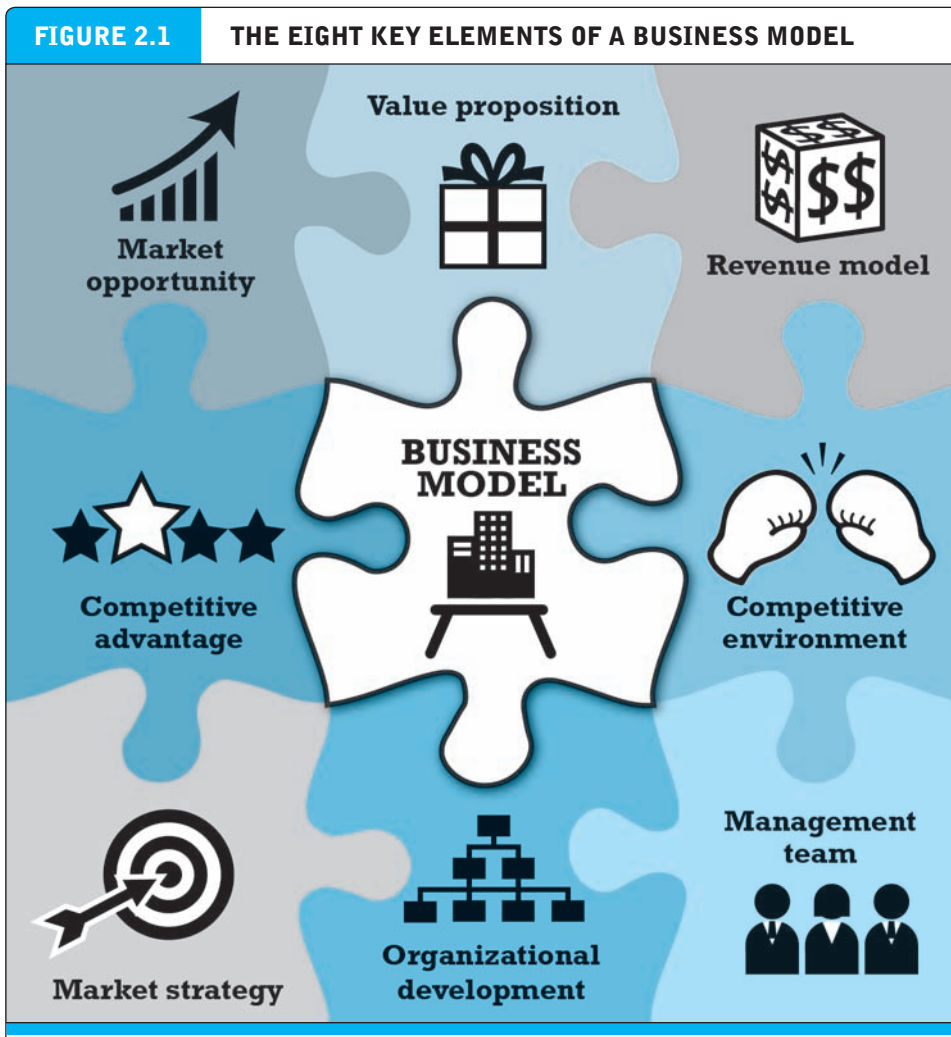 FIGURE 2.1
THE EIGHT KEY ELEMENTS OF A BUSINESS MODEL
Market
opportunity
Value proposition
$$
$$
$$
Revenue model
Competitive
advantage
BUSINESS
MODEL
Competitive
environment
Market strategy
Organizational
development
Management
team